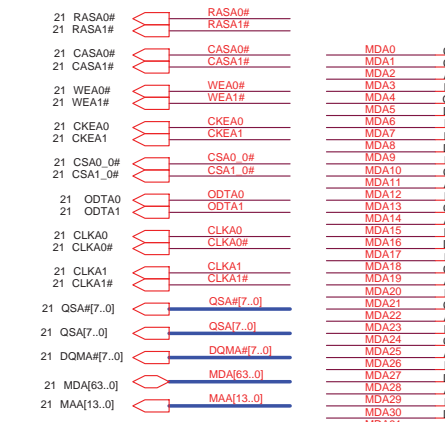 21 RASA0# RASA0#
21 RASA1# RASA1#
21 CASA0# CASA0#
21 CASA1# CASA1#
21 WEA0# WEA0#
21 WEA1# WEA1#
21 CKEA0 CKEA0
21 CKEA1 CKEA1
21 CSA0_0# CSA0_0#
21 CSA1_0# CSA1_0#
21 ODTA0 ODTA0
21 ODTA1 ODTA1
21 CLKA0 CLKA0
21 CLKA0# CLKA0#
21 CLKA1 CLKA1
21 CLKA1# CLKA1#
21 QSA#[7..0] QSA#[7..0]
21 QSA[7..0] QSA[7..0]
21 DQMA#[7..0] DQMA#[7..0]
21 MDA[63..0] MDA[63..0]
21 MAA[13..0] MAA[13..0]
MDA0
MDA1
MDA2
MDA3
MDA4
MDA5
MDA6
MDA7
MDA8
MDA9
MDA10
MDA11
MDA12
MDA13
MDA14
MDA15
MDA16
MDA17
MDA18
MDA19
MDA20
MDA21
MDA22
MDA23
MDA24
MDA25
MDA26
MDA27
MDA28
MDA29
MDA30